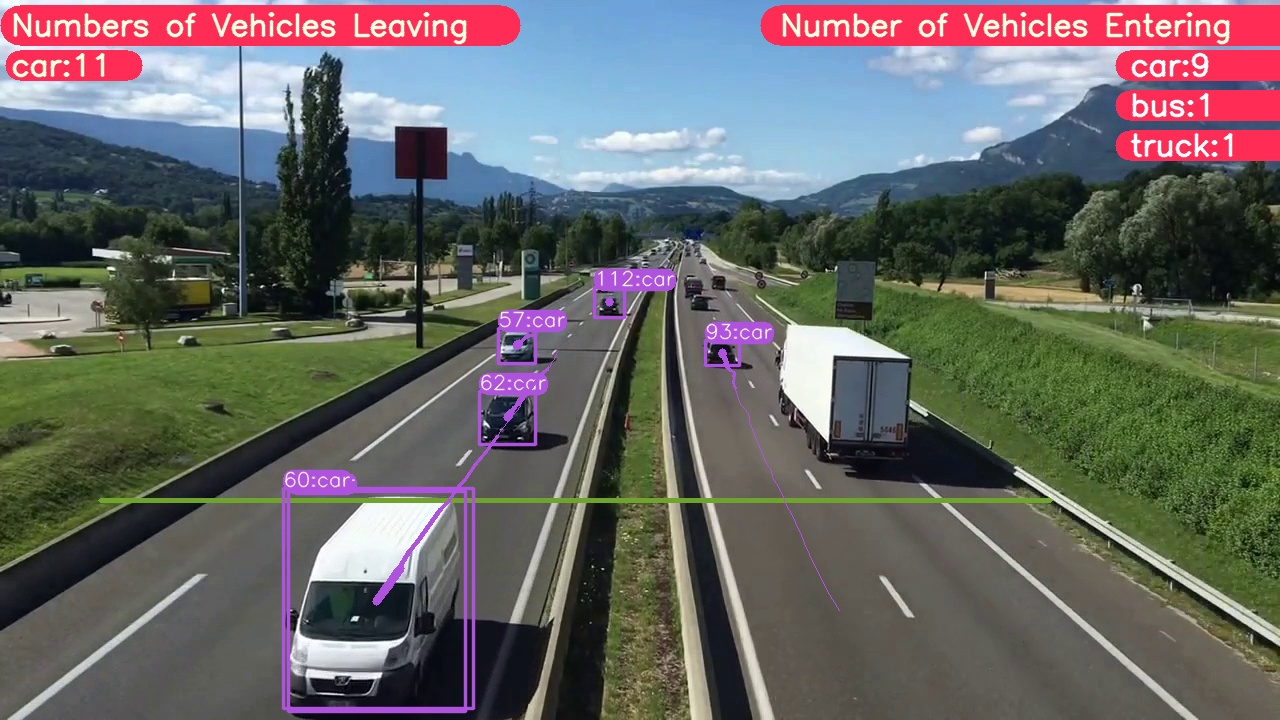 Numbers of Vehicles Leaving
car:11
Number of Vehicles Entering
car:9
bus:1
truck:1
112:car
57:car
93:car
62:car
60:car